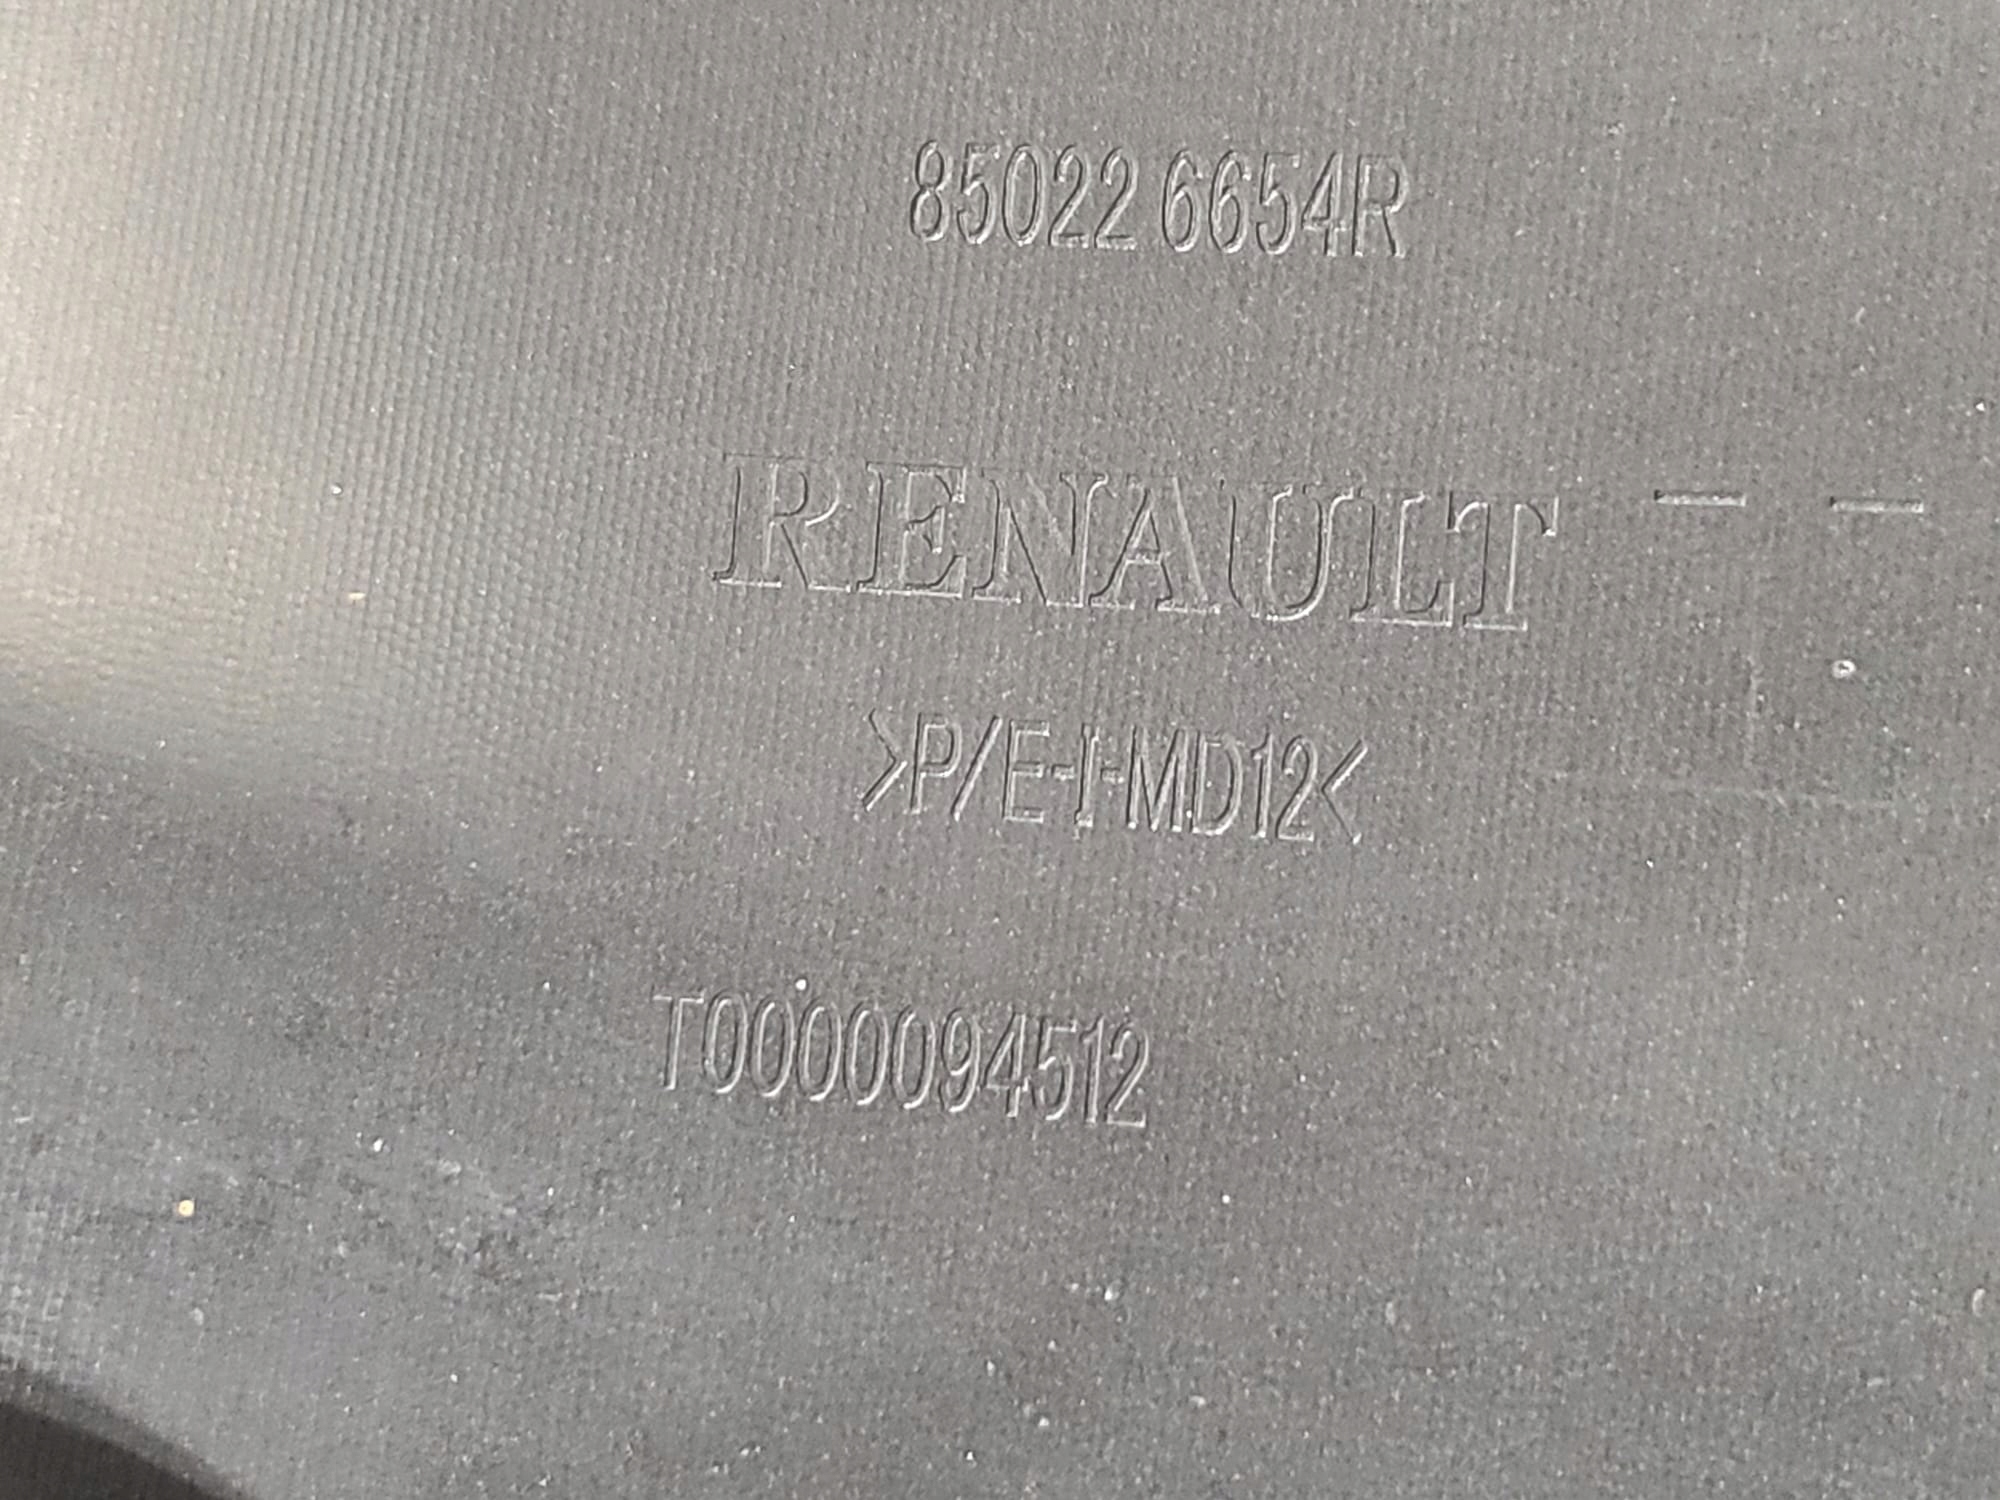 85022 6654R
RENAULT
>P/E-I-MD12<
T0000094512